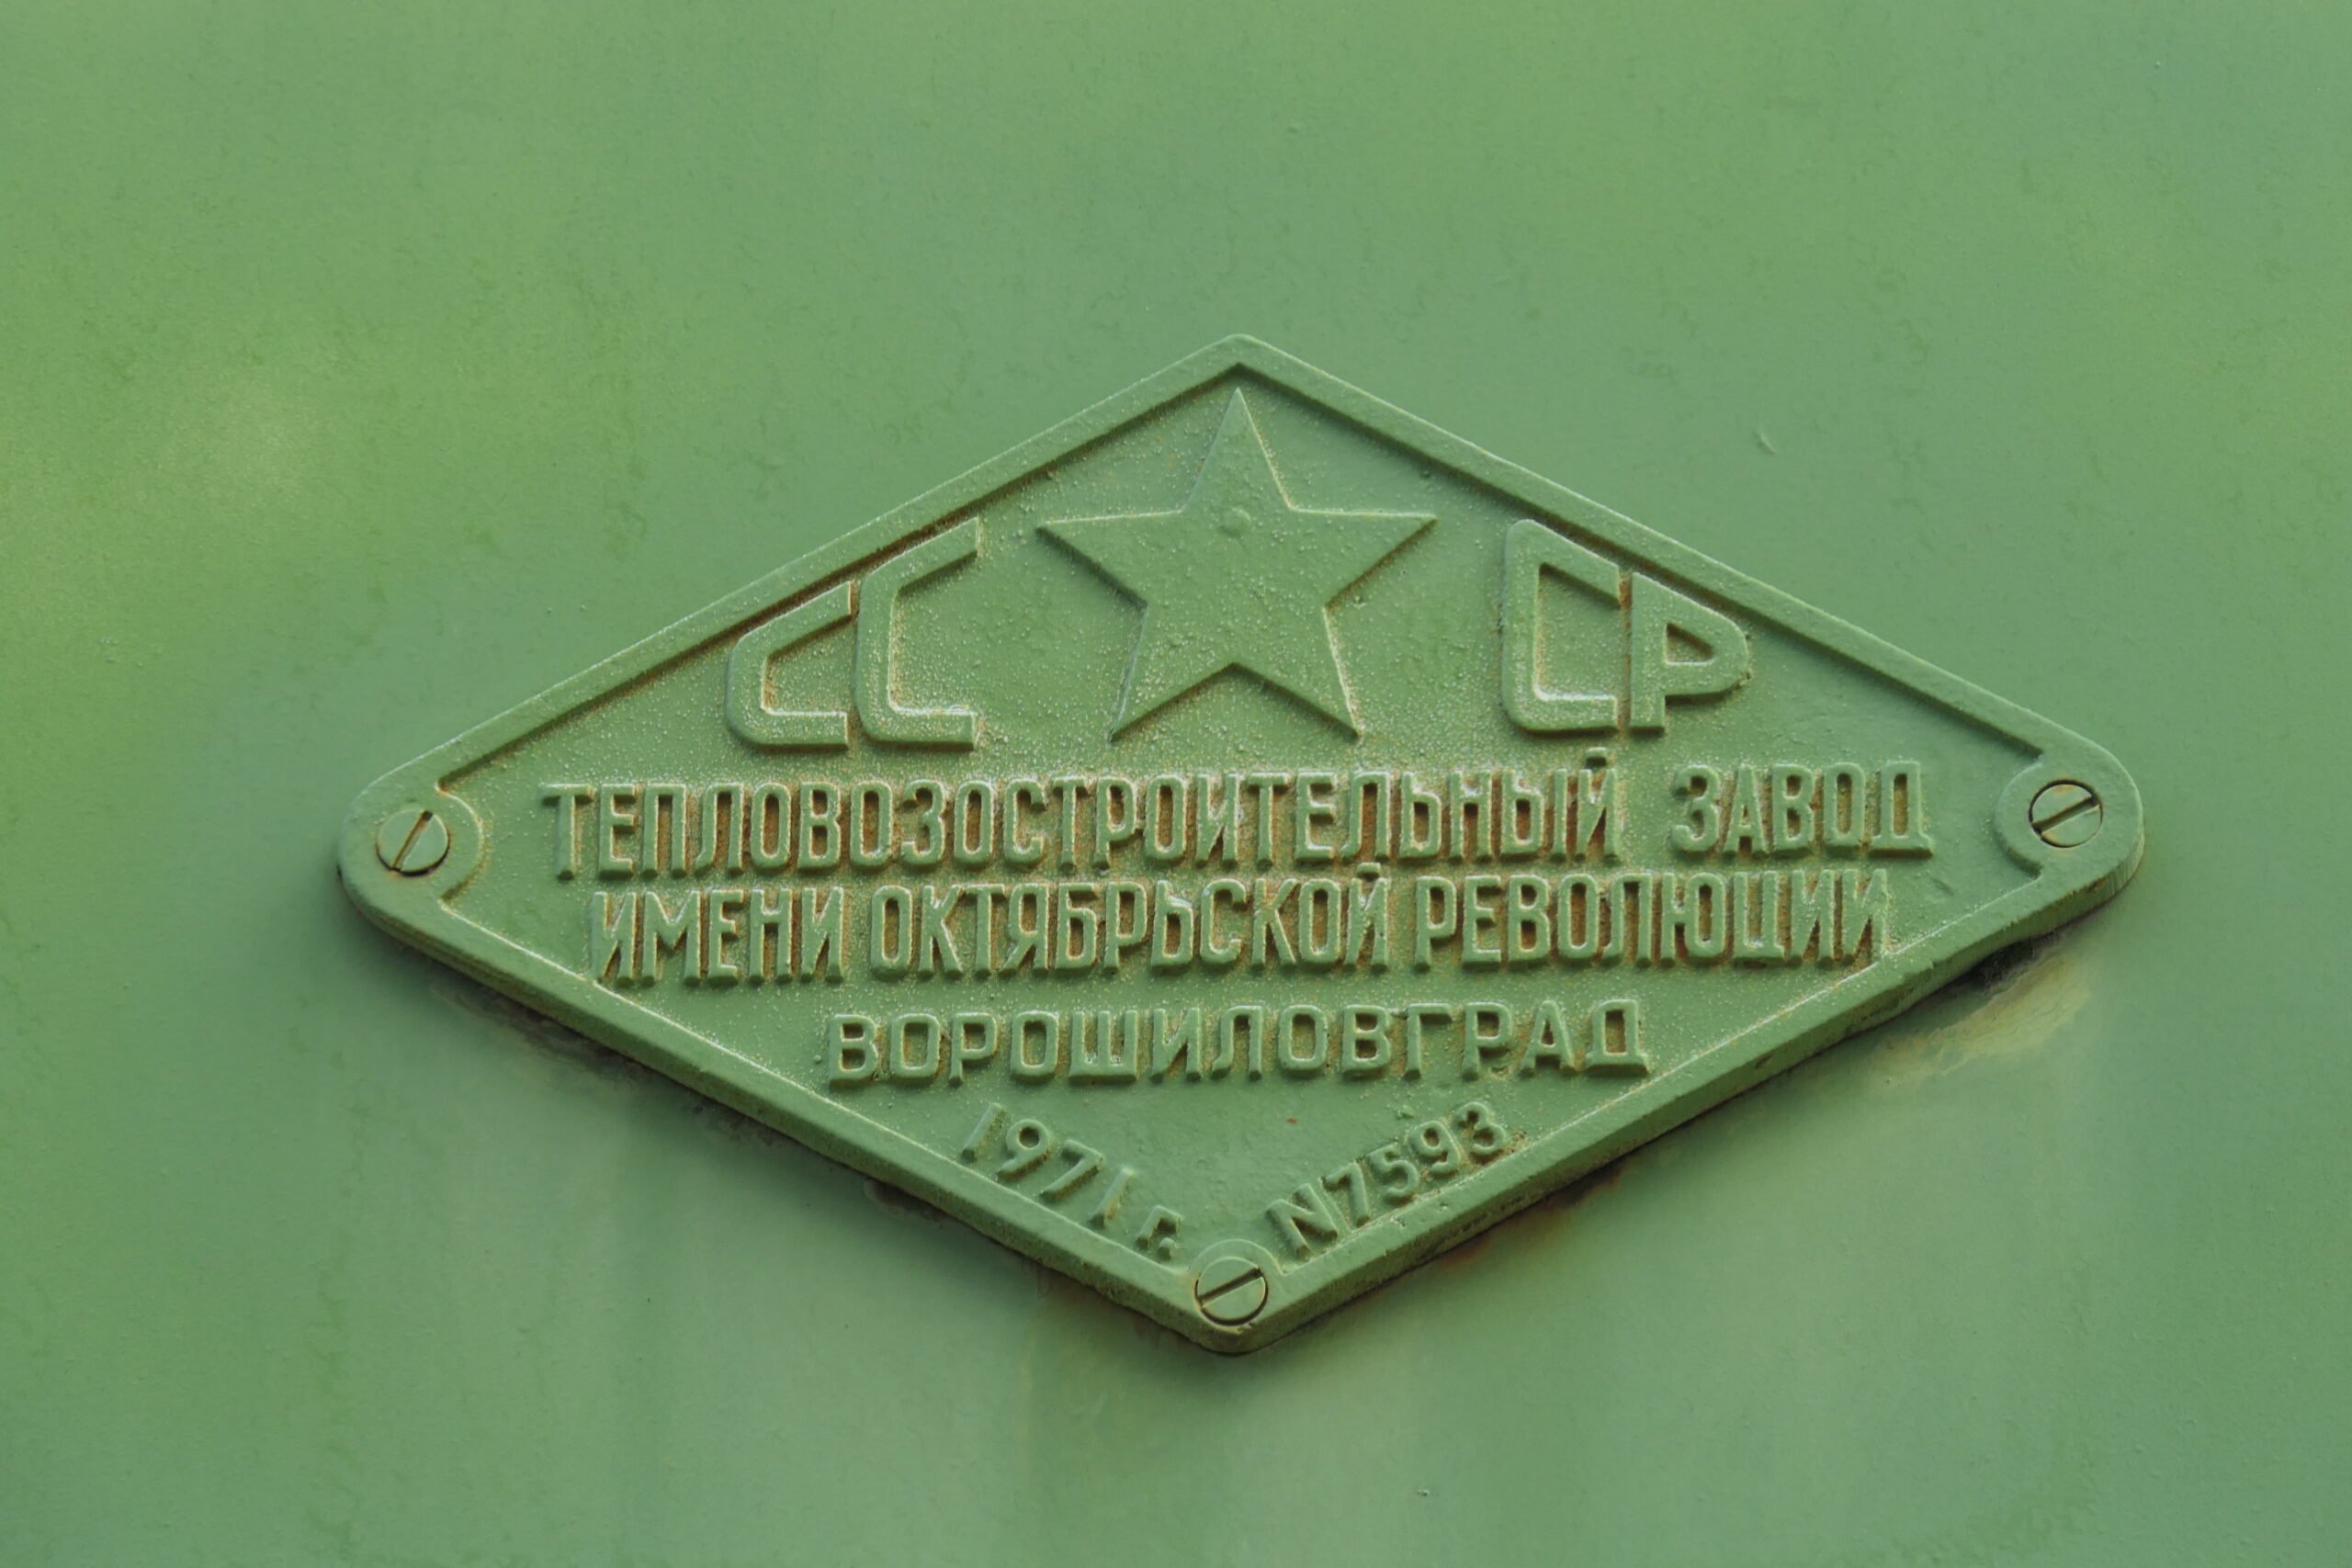 СС СР
ТЕПЛОВОЗОСТРОИТЕЛЬНЫЙ ЗАВОД
ИМЕНИ ОКТЯБРЬСКОЙ РЕВОЛЮЦИИ
ВОРОШИЛОВГРАД
1971 г. N7593